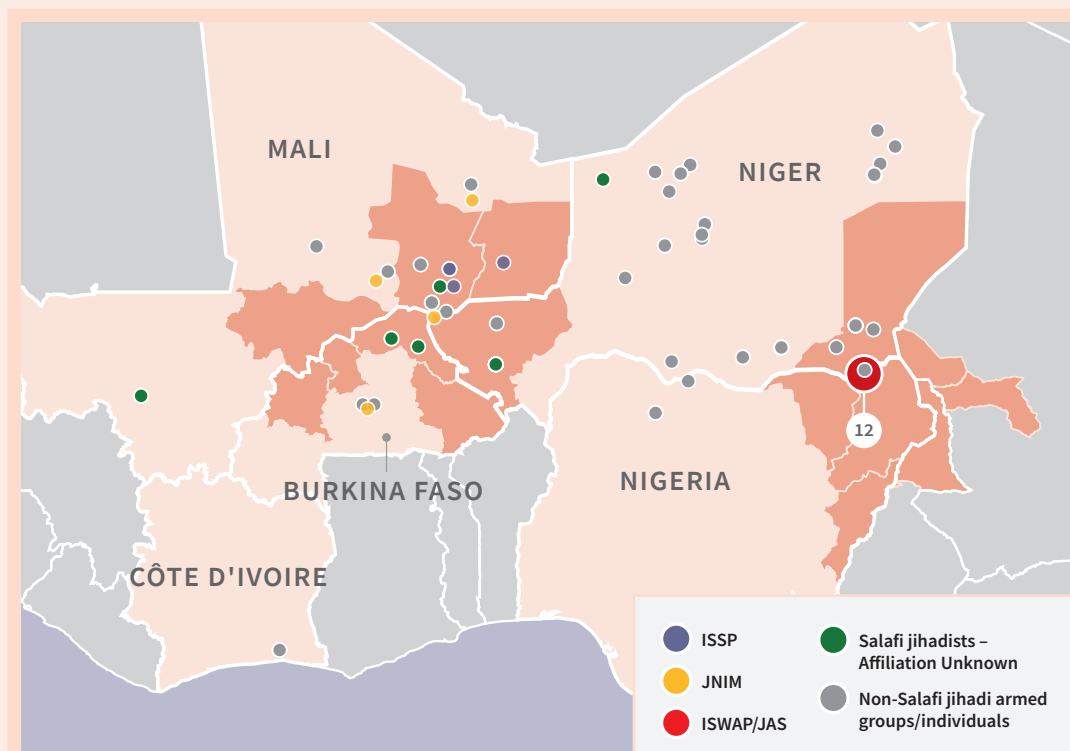 MALI
NIGER
12
NIGERIA
BURKINA FASO
CÔTE D'IVOIRE
ISSP
JNIM
ISWAP/JAS
Salafi jihadists –
Affiliation Unknown
Non-Salafi jihadi armed
groups/individuals